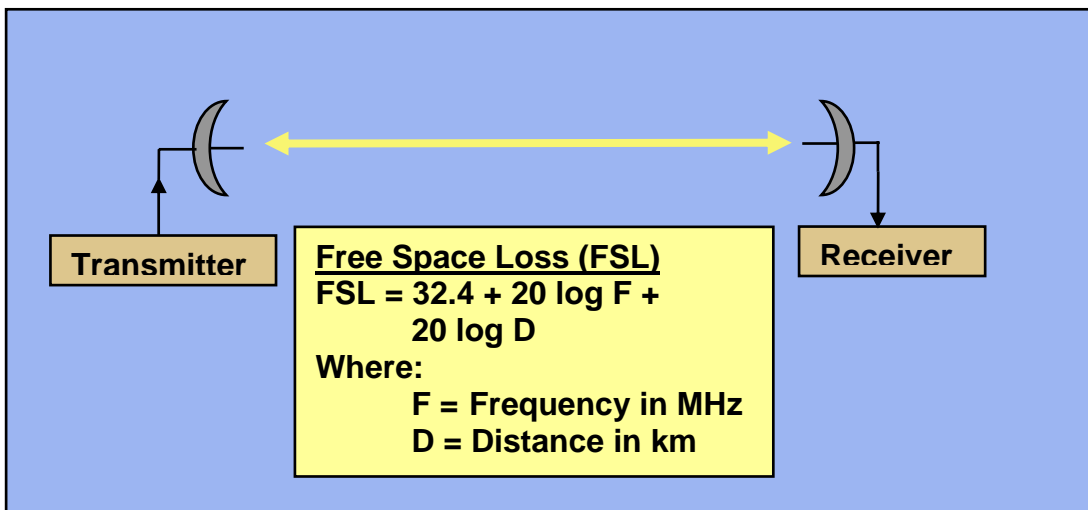 Transmitter
Free Space Loss (FSL)
FSL = 32.4 + 20 log F +
20 log D
Where:
F = Frequency in MHz
D = Distance in km
Receiver